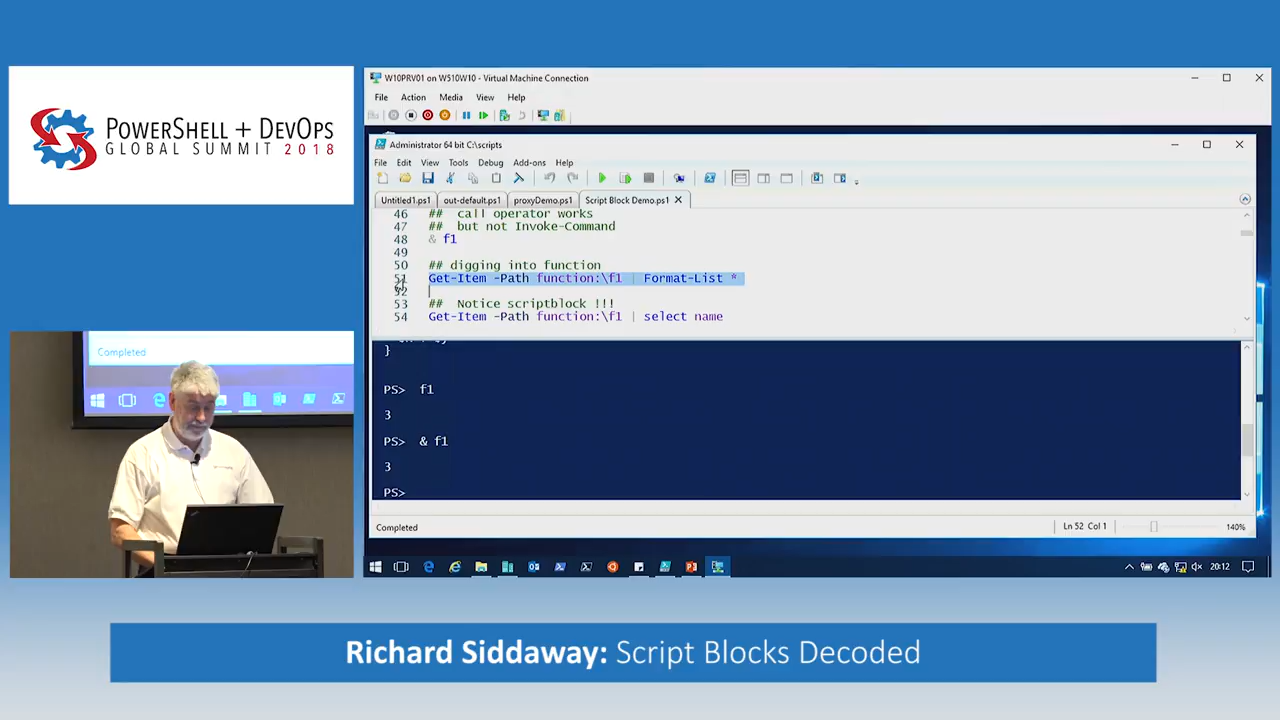 POWERSHELL + DEVOPS
GLOBAL SUMMIT 2018
Completed
W10PRV01 on W510W10 - Virtual Machine Connection
File Action Media View Help
Administrator 64 bit C:\scripts
File Edit View Tools Debug Add-ons Help
Untitled1.ps1 out-default.ps1 proxyDemo.ps1 Script Block Demo.ps1
46 ## call operator works
47 ## but not Invoke-Command
48 & f1
49
50 ## digging into function
51 Get-Item -Path function:\f1 | Format-List *
52
53 ## Notice scriptblock !!!
54 Get-Item -Path function:\f1 | select name
}
PS> f1
3
PS> & f1
3
PS>
Completed
Ln 52 Col 1
140%
20:12
Richard Siddaway: Script Blocks Decoded